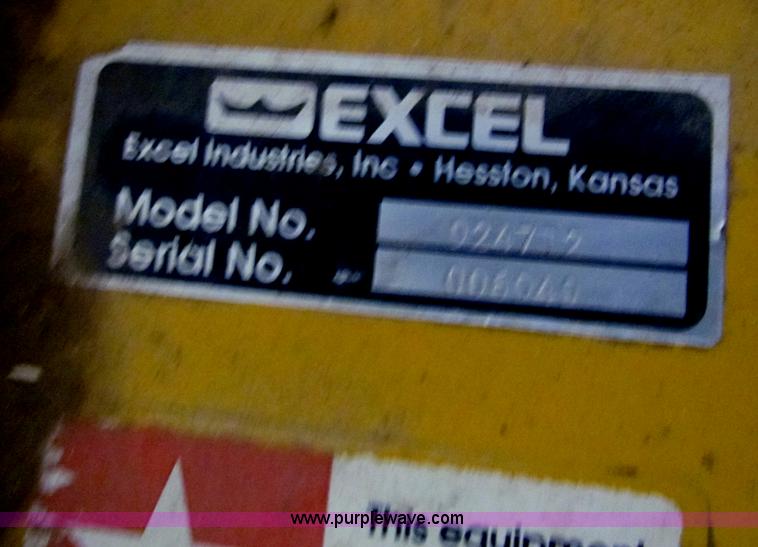 EXCEL
Excel Industries, Inc • Hesston, Kansas
Model No.
Serial No.
www.purplewave.com
This equipment